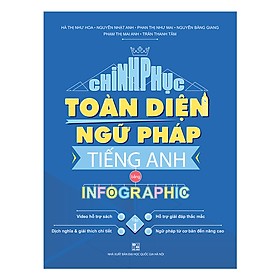 HÀ THỊ NHƯ HOA - NGUYỄN NHẬT ANH - PHAN THỊ NHƯ MAI - NGUYỄN BẰNG GIANG
PHẠM THỊ MAI ANH - TRẦN THANH TÂM
CHINH PHỤC
TOÀN DIỆN
NGỮ PHÁP
TIẾNG ANH
bằng
INFOGRAPHIC
Video hỗ trợ sách
Hỗ trợ giải đáp thắc mắc
Dịch nghĩa & giải thích chi tiết
1
Ngữ pháp từ cơ bản đến nâng cao
NHÀ XUẤT BẢN ĐẠI HỌC QUỐC GIA HÀ NỘI